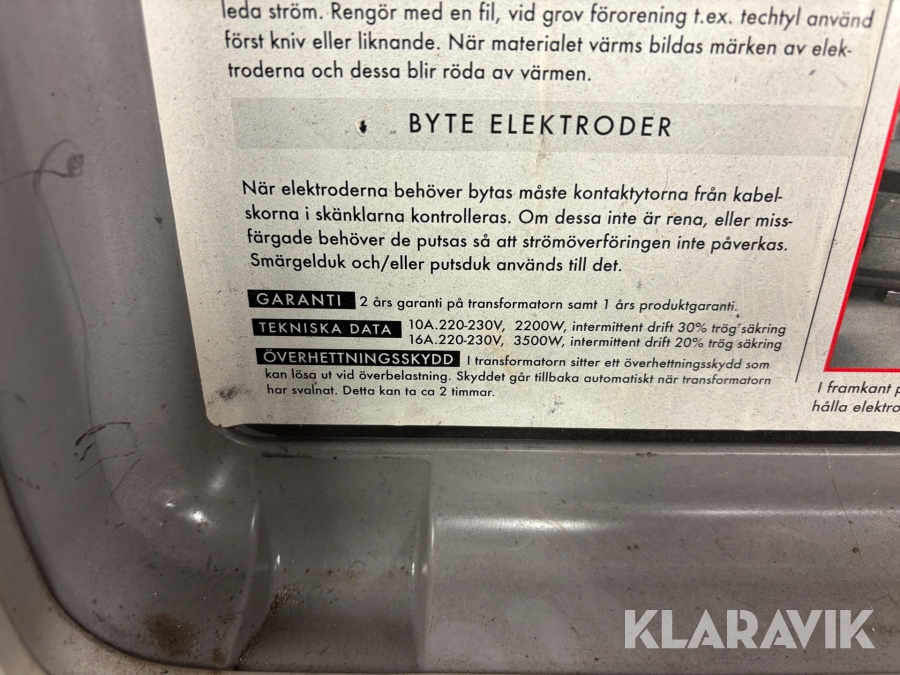 leda ström. Rengör med en fil, vid grov förorening t.ex. techtyl använd
först kniv eller liknande. När materialet värms bildas märken av elek-
troderna och dessa blir röda av värmen.
BYTE ELEKTRODER
När elektroderna behöver bytas måste kontaktytorna från kabel-
skorna i skänklarna kontrolleras. Om dessa inte är rena, eller miss-
färgade behöver de putsas så att strömöverföringen inte påverkas.
Smärgelduk och/eller putsduk används till det.
GARANTI 2 års garanti på transformatorn samt 1 års produktgaranti.
TEKNISKA DATA 10A.220-230V, 2200W, intermittent drift 30% trög säkring
16A.220-230V, 3500W, intermittent drift 20% trög säkring
ÖVERHETTNINGSSKYDD I transformatorn sitter ett överhettningsskydd som
kan lösa ut vid överbelastning. Skyddet går tillbaka automatiskt när transformatorn
har svalnat. Detta kan ta ca 2 timmar.
I framkant
hålla elektro
KLARAVIK